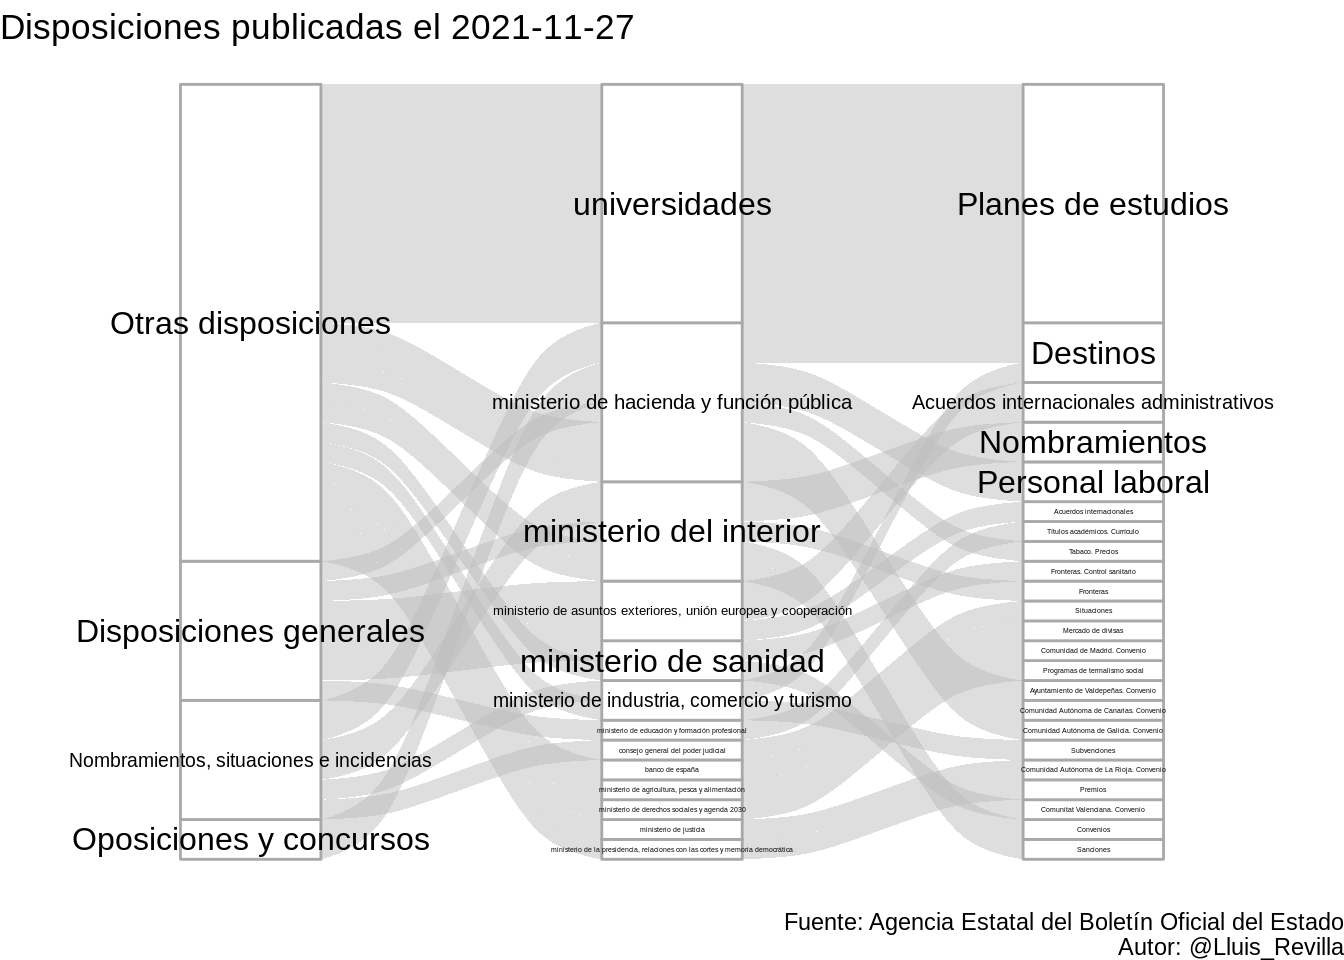 Disposiciones publicadas el 2021-11-27
Otras disposiciones
Disposiciones generales
Nombramientos, situaciones e incidencias
Oposiciones y concursos
universidades
ministerio de hacienda y función pública
ministerio del interior
ministerio de asuntos exteriores, unión europea y cooperación
ministerio de sanidad
ministerio de industria, comercio y turismo
ministerio de educación y formación profesional
consejo general del poder judicial
banco de españa
ministerio de agricultura, pesca y alimentación
ministerio de derechos sociales y agenda 2030
ministerio de justicia
ministerio de la presidencia, relaciones con las cortes y memoria democrática
Planes de estudios
Destinos
Acuerdos internacionales administrativos
Nombramientos
Personal laboral
Acuerdos internacionales
Títulos académicos. Currículo
Tabaco. Precios
Fronteras. Control sanitario
Fronteras
Situaciones
Mercado de divisas
Comunidad de Madrid. Convenio
Programas de termalismo social
Ayuntamiento de Valdepeñas. Convenio
Comunidad Autónoma de Canarias. Convenio
Comunidad Autónoma de Galicia. Convenio
Subvenciones
Comunidad Autónoma de La Rioja. Convenio
Premios
Comunitat Valenciana. Convenio
Convenios
Sanciones
Fuente: Agencia Estatal del Boletín Oficial del Estado
Autor: @Lluis_Revilla